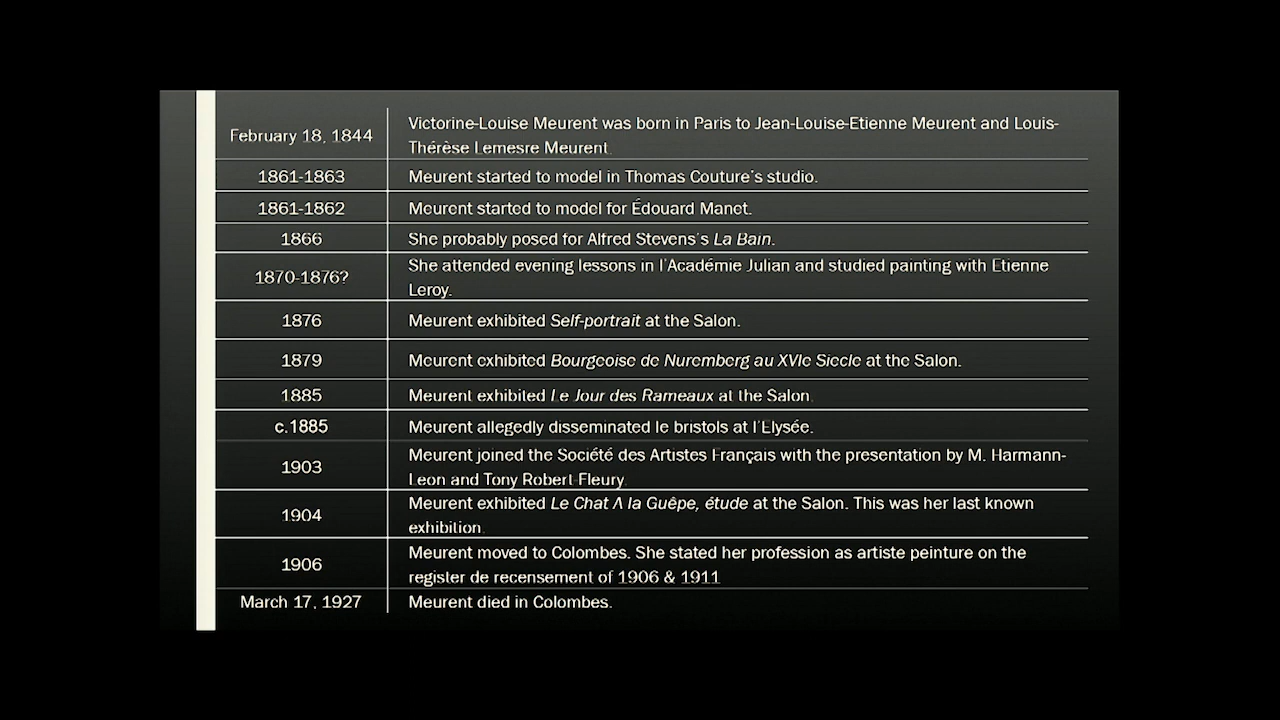 February 18, 1844
Victorine-Louise Meurent was born in Paris to Jean-Louise-Etienne Meurent and Louis-
Thérèse Lemesre Meurent.
1861-1863
Meurent started to model in Thomas Couture's studio.
1861-1862
Meurent started to model for Édouard Manet.
1866
She probably posed for Alfred Stevens's La Bain.
1870-1876?
She attended evening lessons in l'Académie Julian and studied painting with Etienne
Leroy.
1876
Meurent exhibited Self-portrait at the Salon.
1879
Meurent exhibited Bourgeoise de Nuremberg au XVIe Siecle at the Salon.
1885
Meurent exhibited Le Jour des Rameaux at the Salon.
c.1885
Meurent allegedly disseminated le bristols at l'Elysée.
1903
Meurent joined the Société des Artistes Français with the presentation by M. Harmann-
Leon and Tony Robert-Fleury.
1904
Meurent exhibited Le Chat A la Guêpe, étude at the Salon. This was her last known
exhibition.
1906
Meurent moved to Colombes. She stated her profession as artiste peinture on the
register de recensement of 1906 & 1911
March 17, 1927
Meurent died in Colombes.